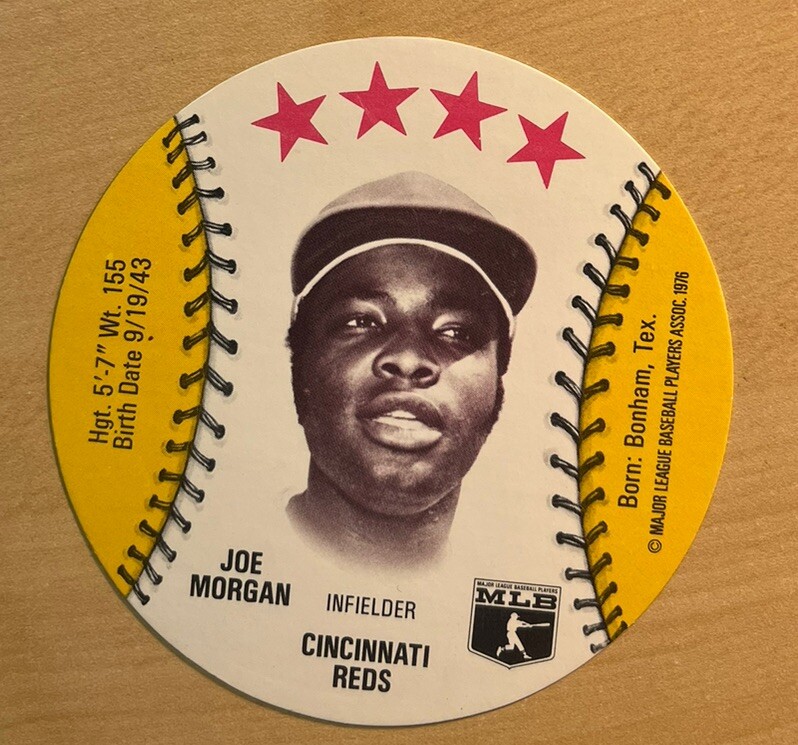 Hgt. 5'-7" Wt. 155
Birth Date 9/19/43
JOE
MORGAN
INFIELDER
CINCINNATI
REDS
MAJOR LEAGUE BASEBALL PLAYERS
MLB
Born: Bonham, Tex.
© MAJOR LEAGUE BASEBALL PLAYERS ASSOC. 1976